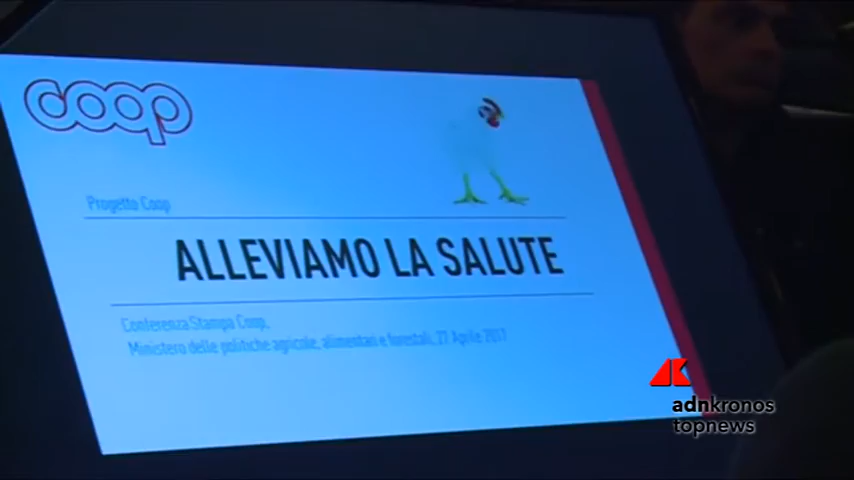 coop
Progetto Coop
ALLEVIAMO LA SALUTE
Conferenza Stampa Coop,
Ministero delle politiche agricole, alimentari e forestali, 27 Aprile 2017
adnkronos
topnews